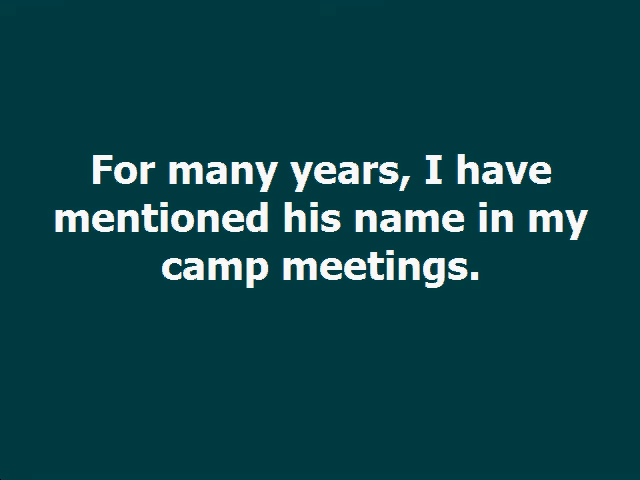 For many years, I have
mentioned his name in my
camp meetings.